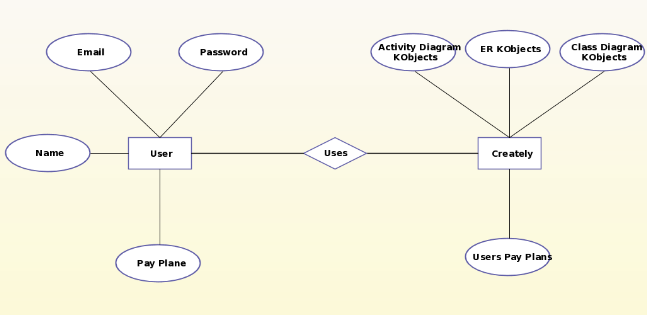 Email
Password
Activity Diagram
KObjects
ER KObjects
Class Diagram
KObjects
Name
User
Uses
Creately
Pay Plane
Users Pay Plans